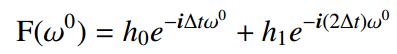 F(ω⁰) = h₀e^{-iΔtω⁰} + h₁e^{-i(2Δt)ω⁰}